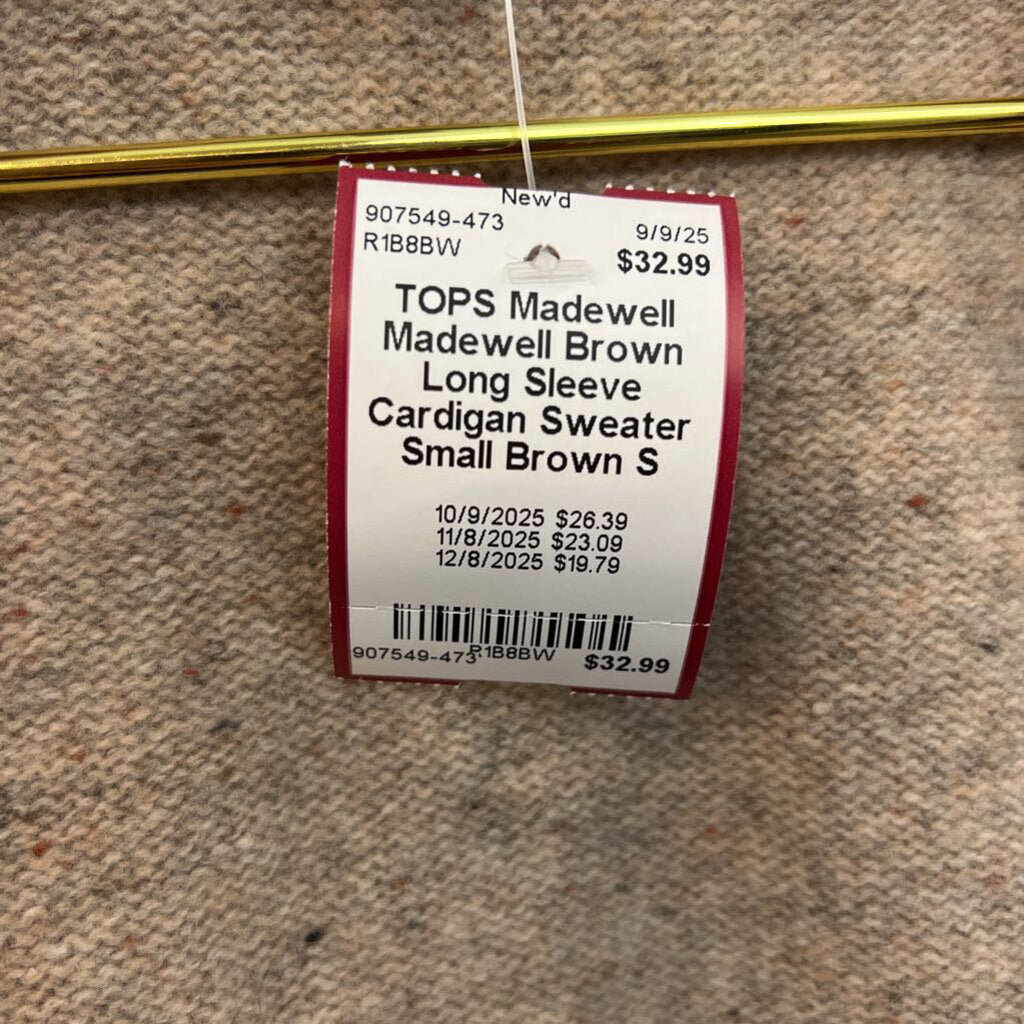 New'd
907549-473
9/9/25
R1B8BW
$32.99
TOPS Madewell
Madewell Brown
Long Sleeve
Cardigan Sweater
Small Brown S
10/9/2025 $26.39
11/8/2025 $23.09
12/8/2025 $19.79
907549-473 R1B8BW $32.99